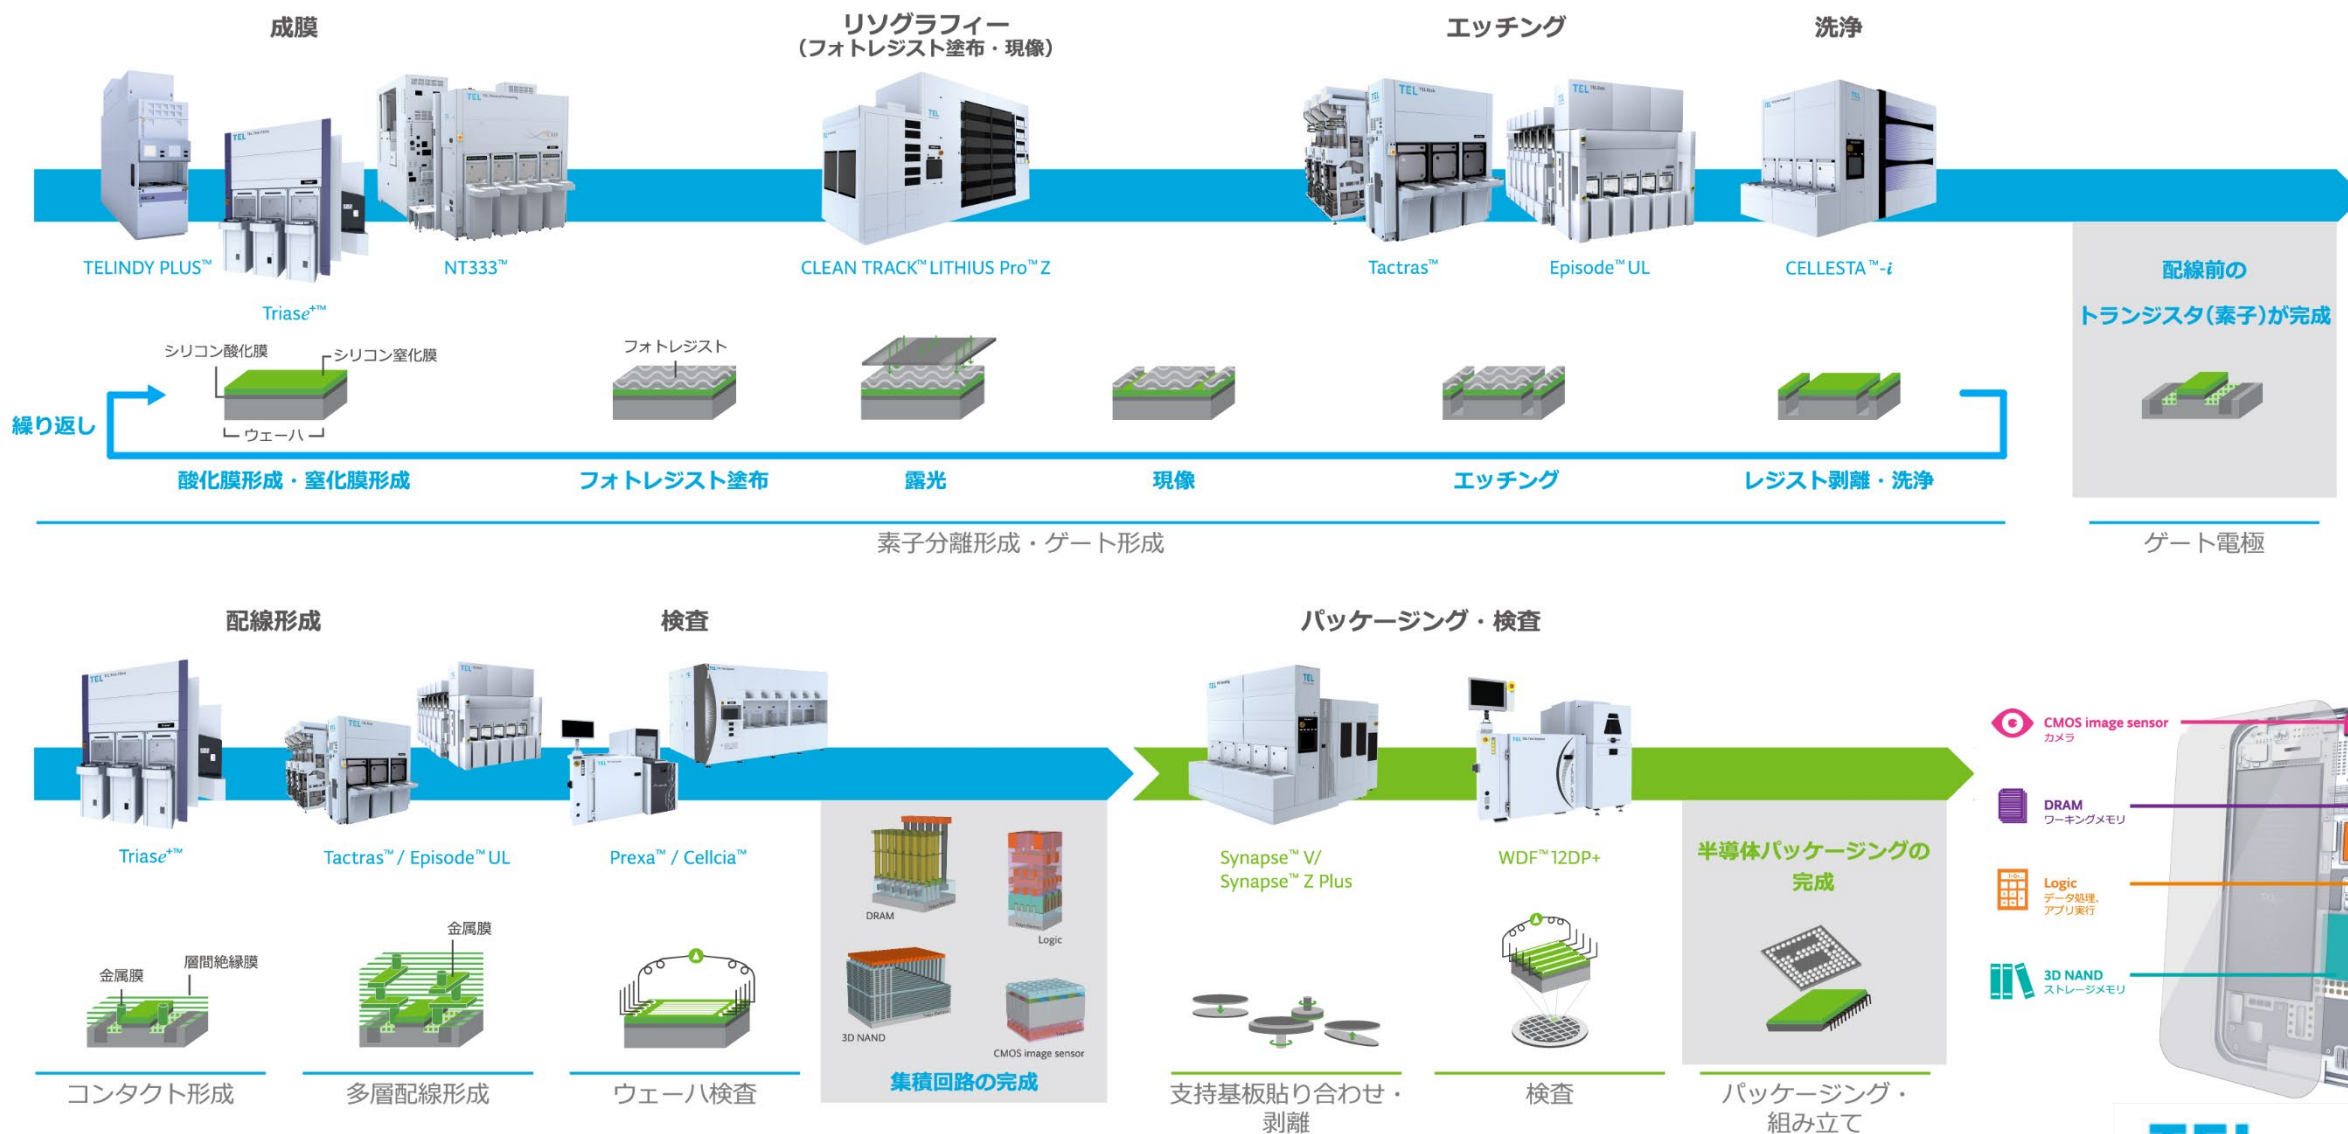 成膜
リソグラフィー
（フォトレジスト塗布・現像）
エッチング
洗浄
TEL
TEL
TEL
TEL
TEL
TELINDY PLUS™
NT333™
CLEAN TRACK™ LITHIUS Pro™ Z
Tactras™
Episode™ UL
CELLESTA™-i
Triase+™
配線前の
トランジスタ（素子）が完成
シリコン酸化膜
シリコン窒化膜
フォトレジスト
ウェーハ
繰り返し
酸化膜形成・窒化膜形成
フォトレジスト塗布
露光
現像
エッチング
レジスト剥離・洗浄
素子分離形成・ゲート形成
ゲート電極
配線形成
検査
パッケージング・検査
TEL
TEL
TEL
Triase+™
Tactras™ / Episode™ UL
Prexa™ / Cellcia™
DRAM
Logic
3D NAND
CMOS image sensor
集積回路の完成
Synapse™ V/
Synapse™ Z Plus
WDF™ 12DP+
半導体パッケージングの
完成
金属膜
層間絶縁膜
金属膜
コンタクト形成
多層配線形成
ウェーハ検査
支持基板貼り合わせ・
剥離
検査
パッケージング・
組み立て
CMOS image sensor
カメラ
DRAM
ワーキングメモリ
Logic
データ処理、
アプリ実行
3D NAND
ストレージメモリ